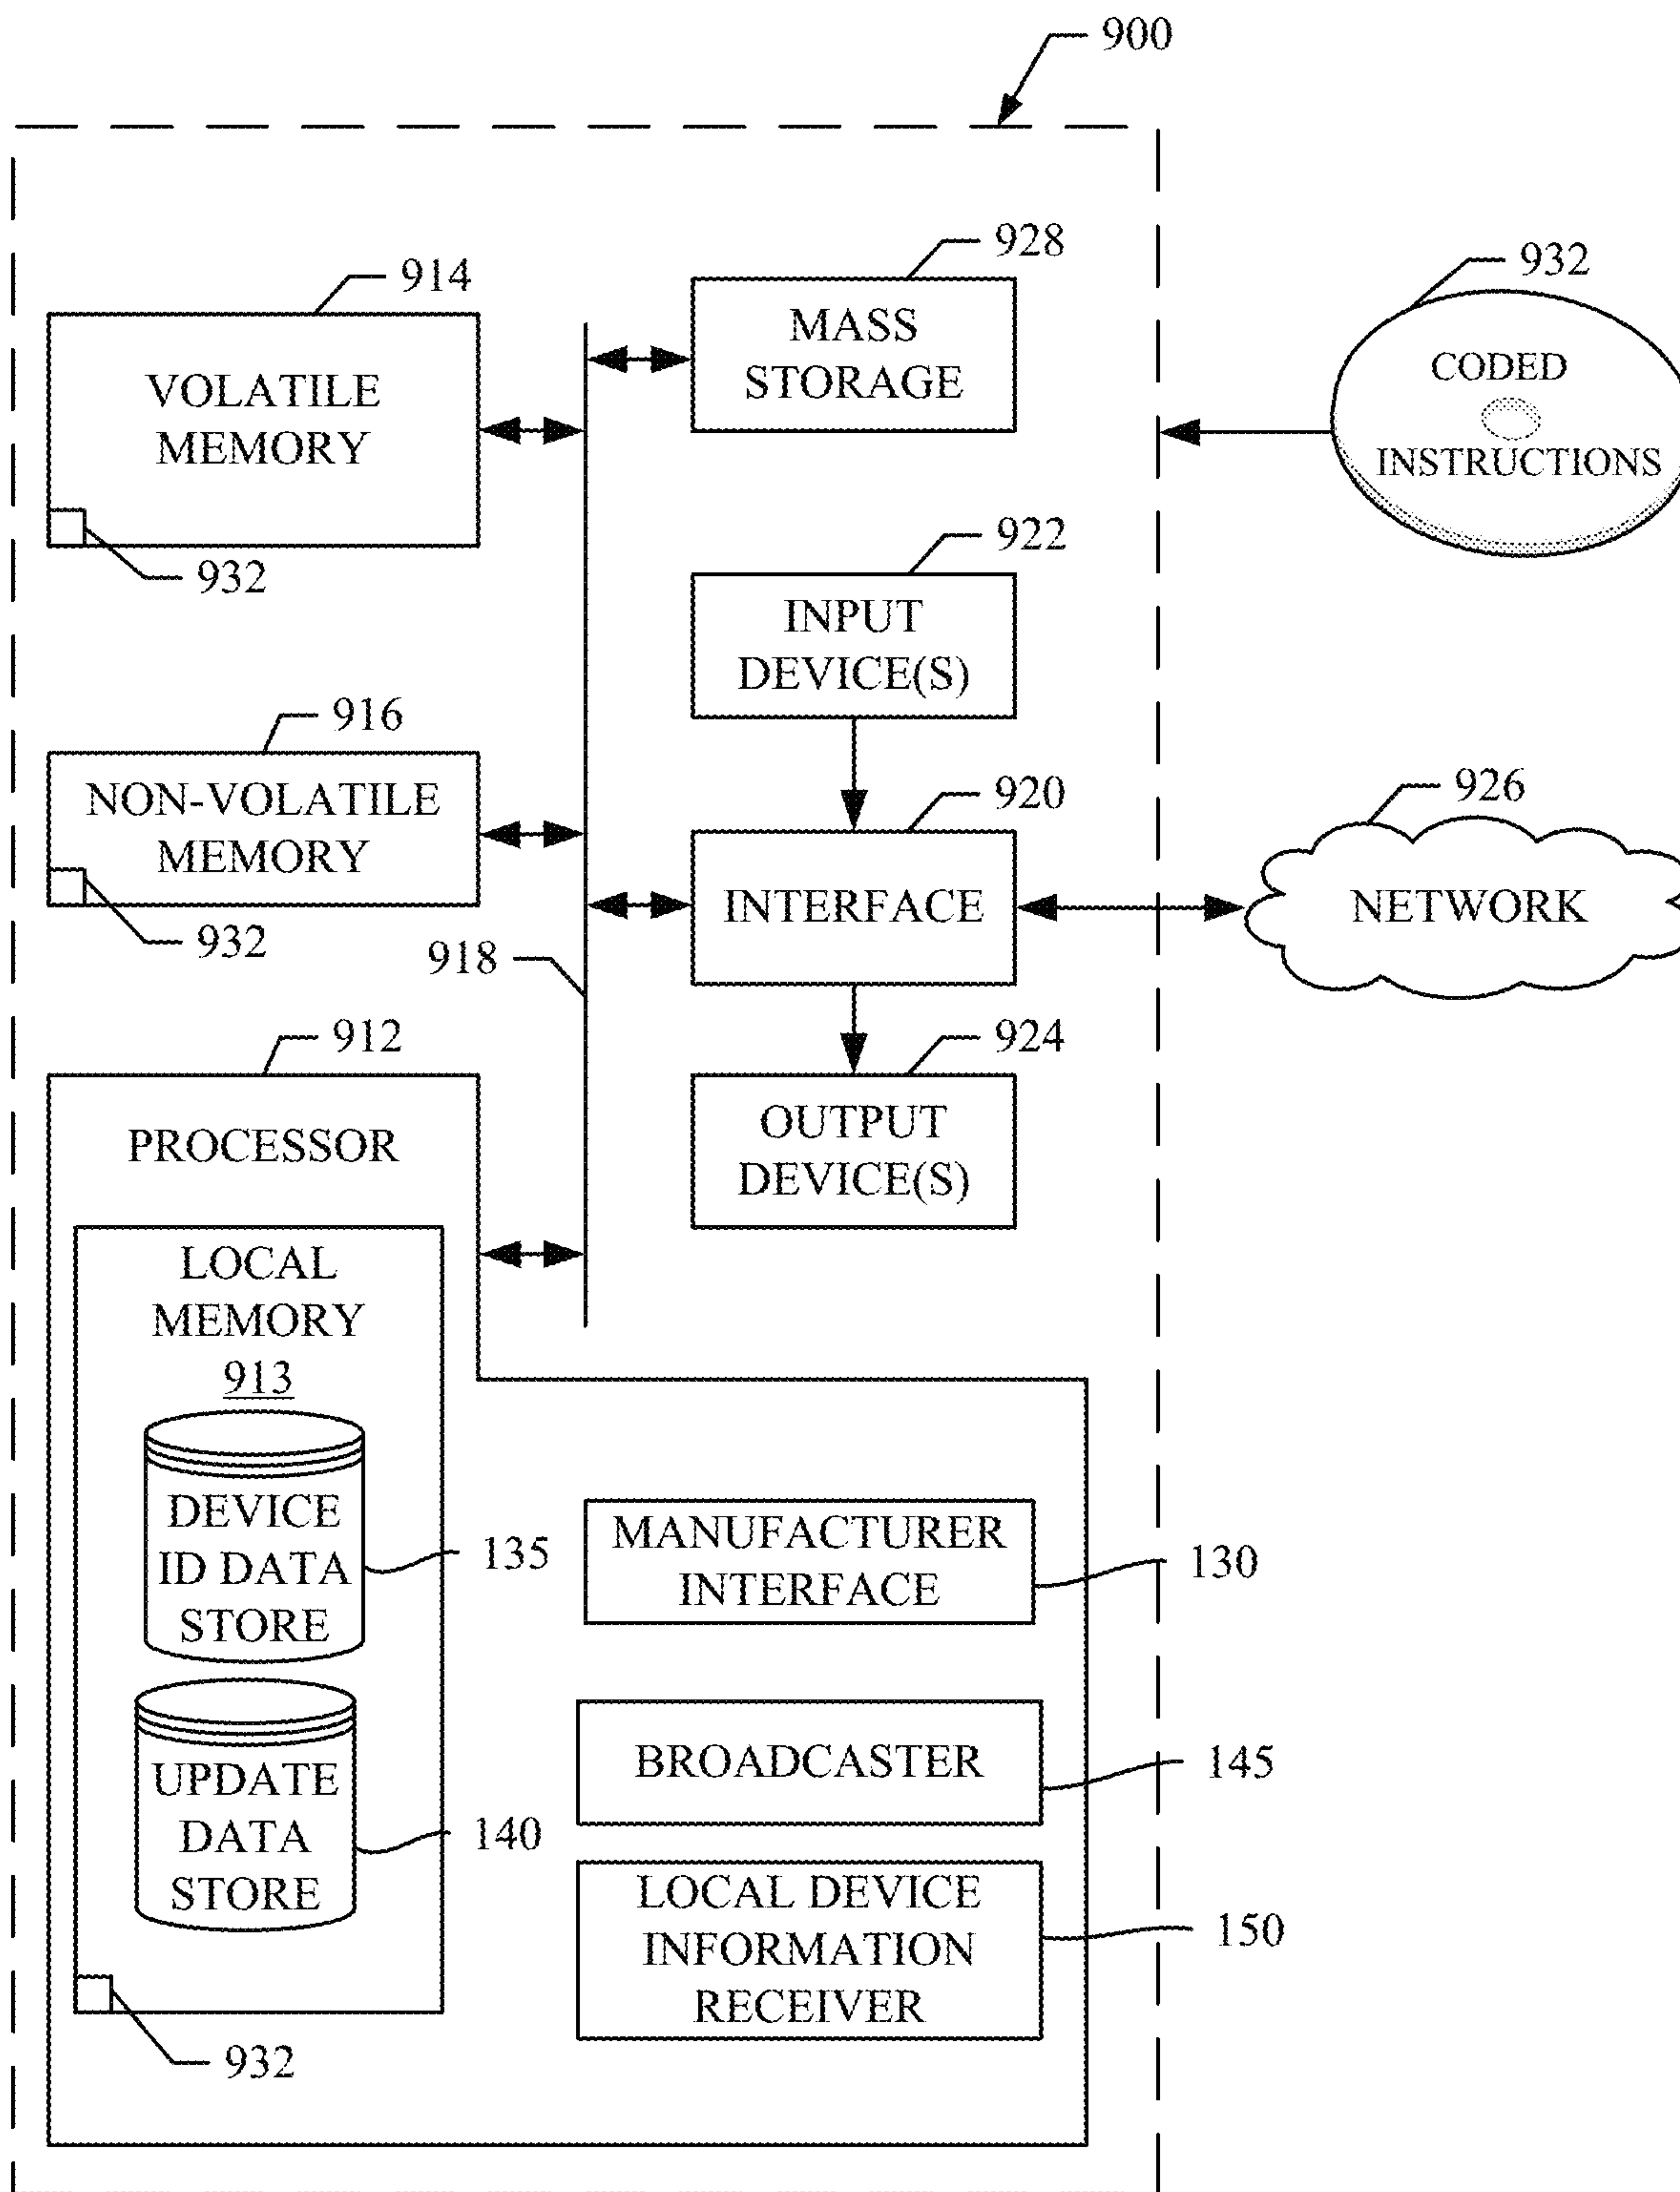 900
914
VOLATILE
MEMORY
932
928
MASS
STORAGE
932
CODED
INSTRUCTIONS
922
INPUT
DEVICE(S)
916
NON-VOLATILE
MEMORY
932
920
INTERFACE
926
NETWORK
918
924
OUTPUT
DEVICE(S)
912
PROCESSOR
LOCAL
MEMORY
913
DEVICE
ID DATA
STORE
135
UPDATE
DATA
STORE
140
932
MANUFACTURER
INTERFACE
130
BROADCASTER
145
LOCAL DEVICE
INFORMATION
RECEIVER
150